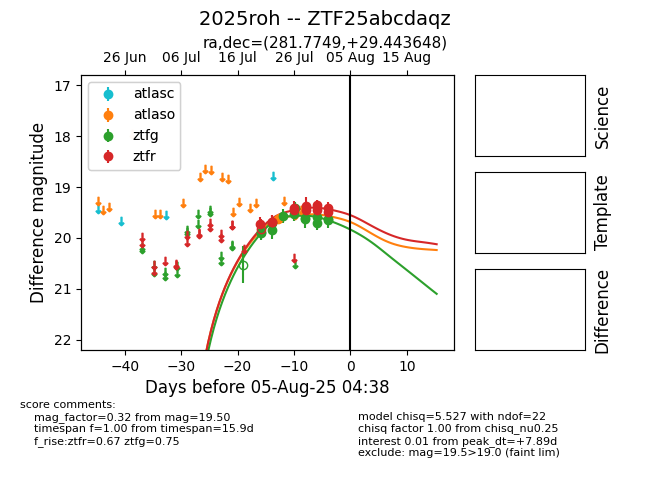 2025roh -- ZTF25abcdaqz
ra,dec=(281.7749,+29.443648)
26 Jun 06 Jul 16 Jul 26 Jul 05 Aug 15 Aug
17
18
19
20
21
22
Difference magnitude
atlasc
atlaso
ztfg
ztfr
−40 −30 −20 −10 0 10
Days before 05-Aug-25 04:38
Science
Template
Difference
score comments:
mag_factor=0.32 from mag=19.50
timespan f=1.00 from timespan=15.9d
f_rise:ztfr=0.67 ztfg=0.75
model chisq=5.527 with ndof=22
chisq factor 1.00 from chisq_nu0.25
interest 0.01 from peak_dt=+7.89d
exclude: mag=19.5>19.0 (faint lim)